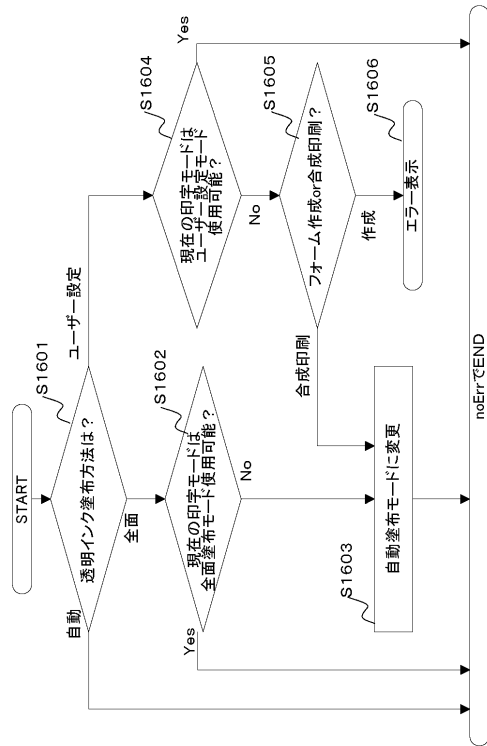 START
透明インク塗布方法は？
S1601
自動
全面
ユーザー設定
現在の印字モードは
全面塗布モード使用可能？
S1602
Yes
No
現在の印字モードは
ユーザー設定モード
使用可能？
S1604
Yes
No
フォーム作成or合成印刷？
S1605
合成印刷
作成
自動塗布モードに変更
S1603
エラー表示
S1606
noErrでEND